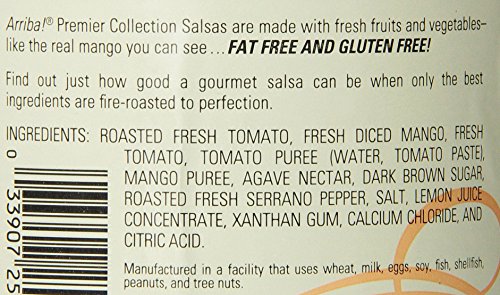 Arriba!® Premier Collection Salsas are made with fresh fruits and vegetables–
like the real mango you can see ... FAT FREE AND GLUTEN FREE!
Find out just how good a gourmet salsa can be when only the best
ingredients are fire-roasted to perfection.
INGREDIENTS: ROASTED FRESH TOMATO, FRESH DICED MANGO, FRESH
TOMATO, TOMATO PUREE (WATER, TOMATO PASTE),
MANGO PUREE, AGAVE NECTAR, DARK BROWN SUGAR,
ROASTED FRESH SERRANO PEPPER, SALT, LEMON JUICE
CONCENTRATE, XANTHAN GUM, CALCIUM CHLORIDE, AND
CITRIC ACID.
Manufactured in a facility that uses wheat, milk, eggs, soy, fish, shellfish,
peanuts, and tree nuts.
0 33907 25